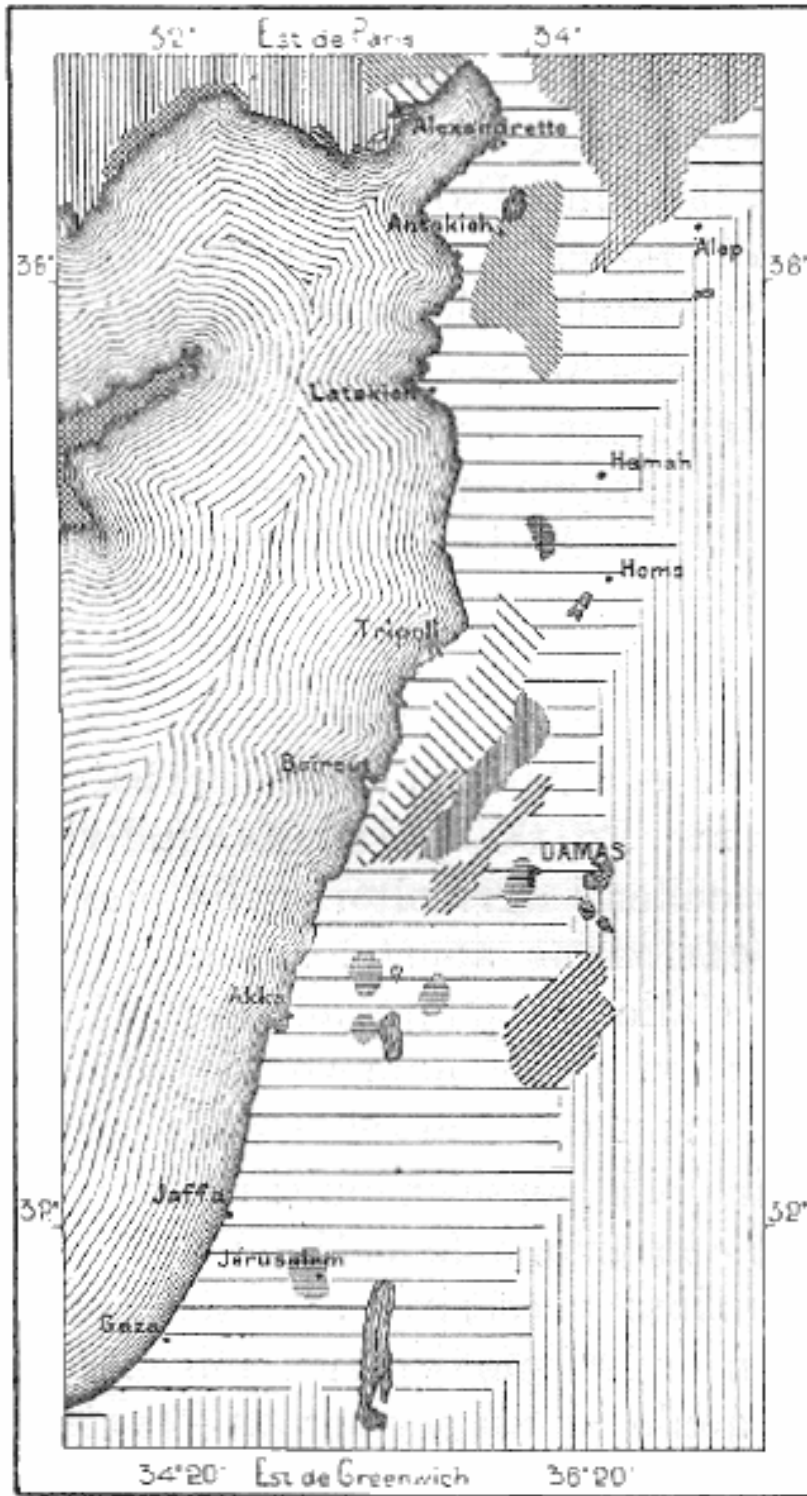 32° Est de Paris 34°
Alexandrette
Antakieh
Alep
36° 36°
Latakieh
Hamah
Homs
Tripoli
Beirout
DAMAS
Akka
Jaffa
32° 32°
Jérusalem
Gaza
34°20' Est de Greenwich 36°20'